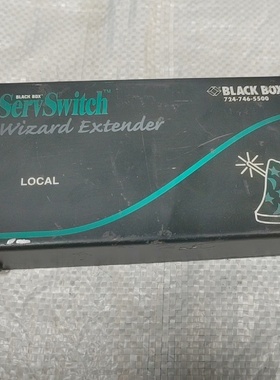 BLACK BOX
ServSwitch™
Wizard Extender
BLACK BOX
724-746-5500
LOCAL